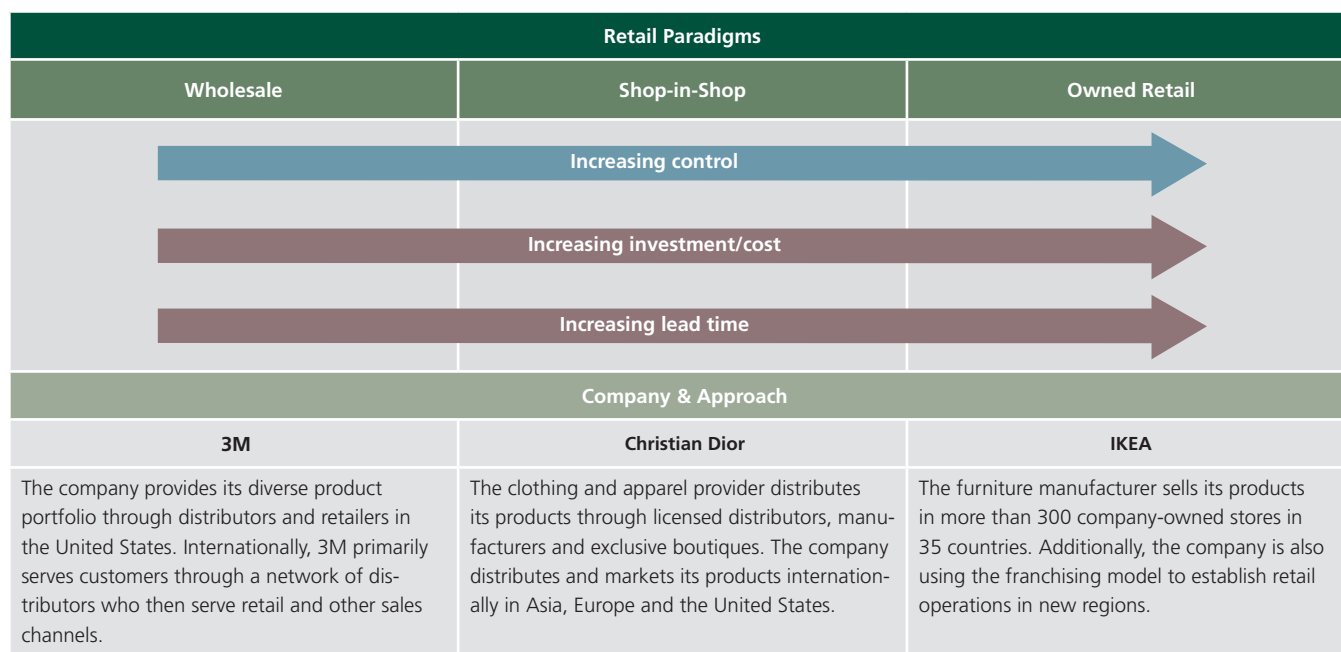 Retail Paradigms
Wholesale
Shop-in-Shop
Owned Retail
Increasing control
Increasing investment/cost
Increasing lead time
Company & Approach
3M
Christian Dior
IKEA
The company provides its diverse product
portfolio through distributors and retailers in
the United States. Internationally, 3M primarily
serves customers through a network of dis-
tributors who then serve retail and other sales
channels.
The clothing and apparel provider distributes
its products through licensed distributors, manu-
facturers and exclusive boutiques. The company
distributes and markets its products internation-
ally in Asia, Europe and the United States.
The furniture manufacturer sells its products
in more than 300 company-owned stores in
35 countries. Additionally, the company is also
using the franchising model to establish retail
operations in new regions.